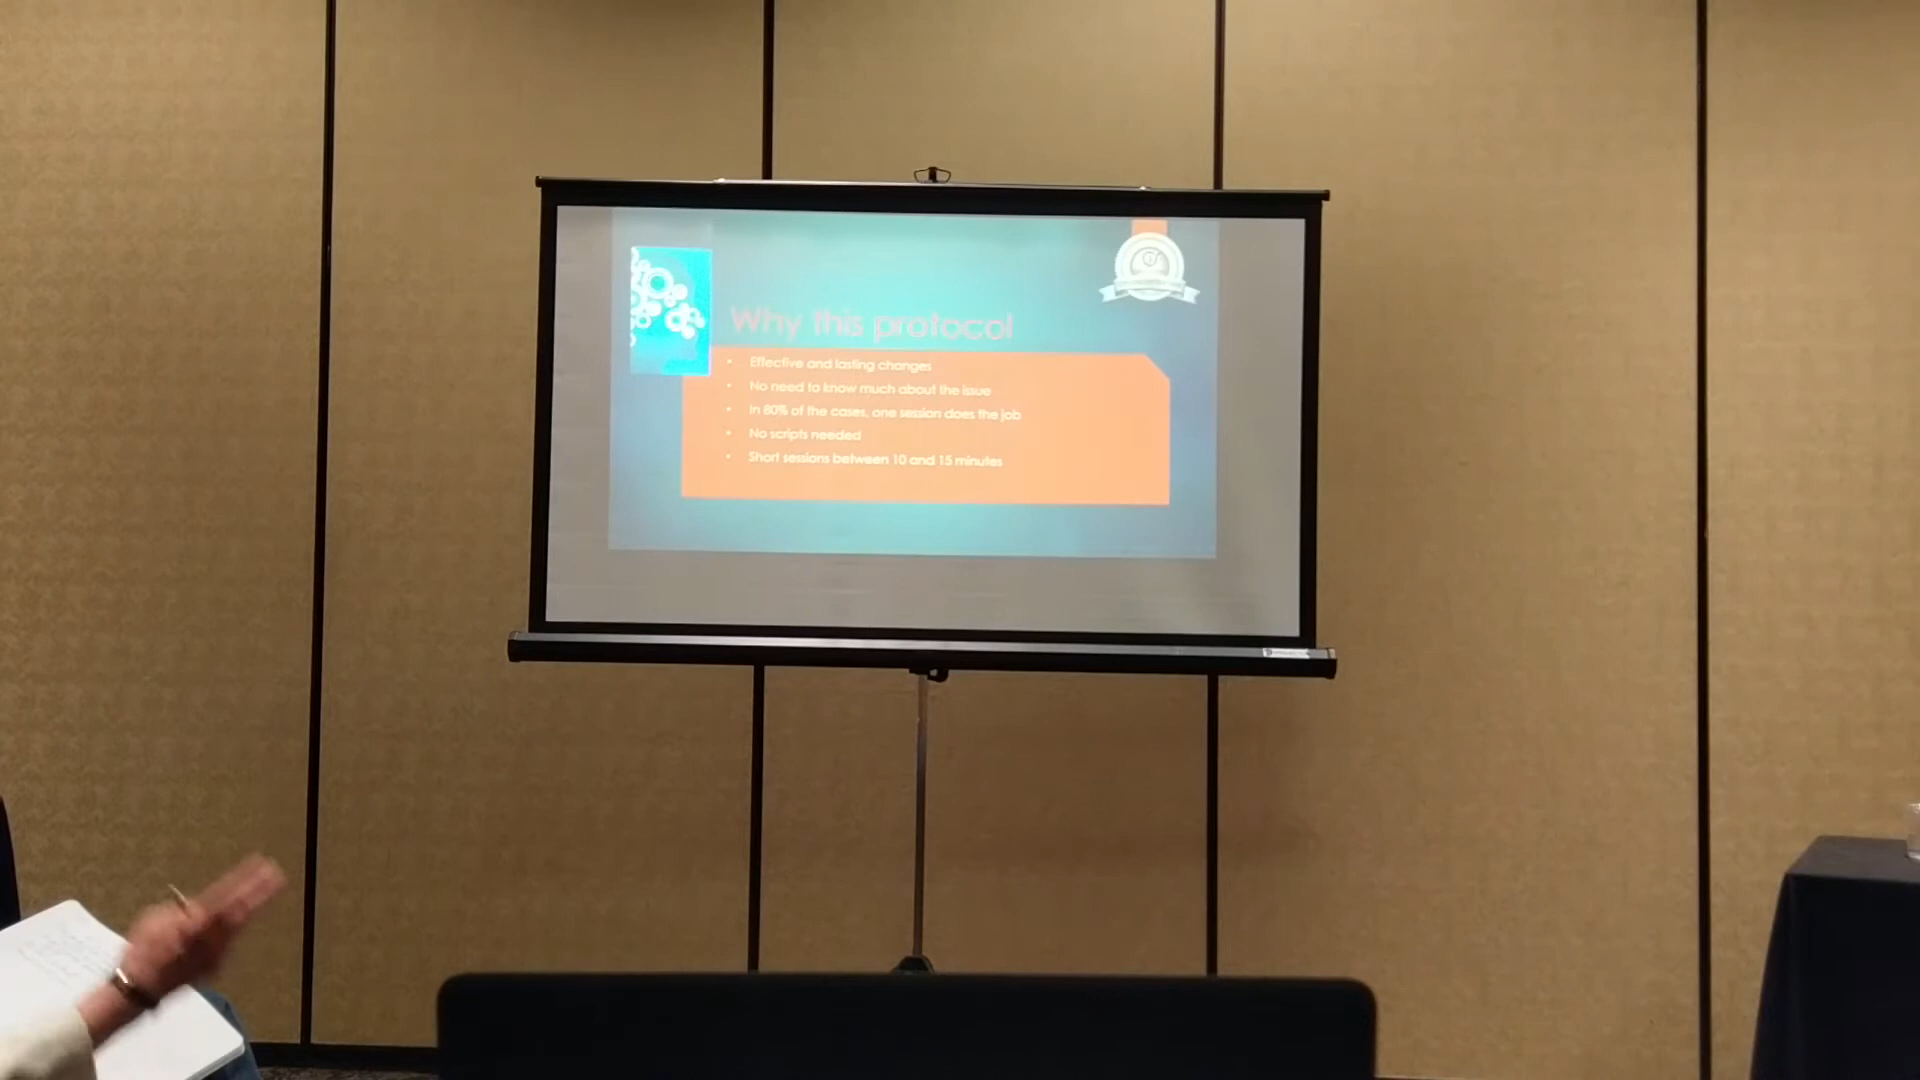 Why this protocol
• Effective and lasting changes
• No need to know much about the issue
• In 80% of the cases, one session does the job
• No scripts needed
• Short sessions between 10 and 15 minutes